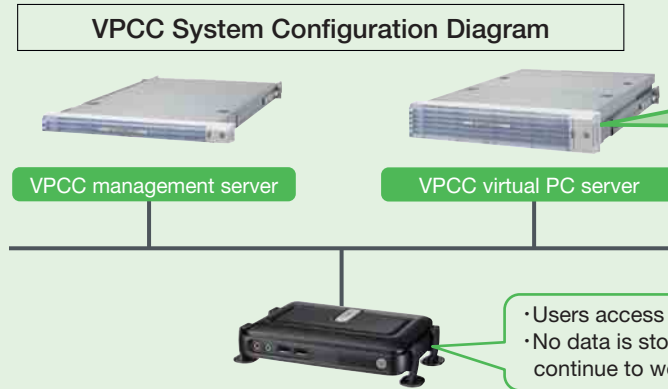 VPCC System Configuration Diagram
VPCC management server
VPCC virtual PC server
・Users access
・No data is sto
continue to wo